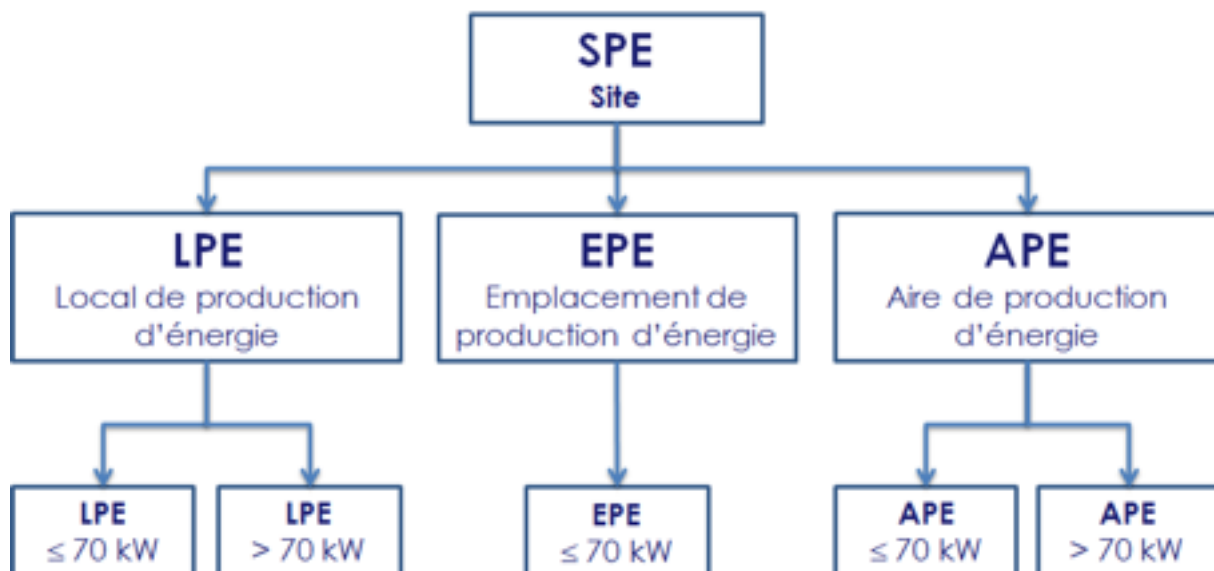 SPE
Site
LPE
Local de production
d'énergie
EPE
Emplacement de
production d'énergie
APE
Aire de production
d'énergie
LPE
≤ 70 kW
LPE
> 70 kW
EPE
≤ 70 kW
APE
≤ 70 kW
APE
> 70 kW